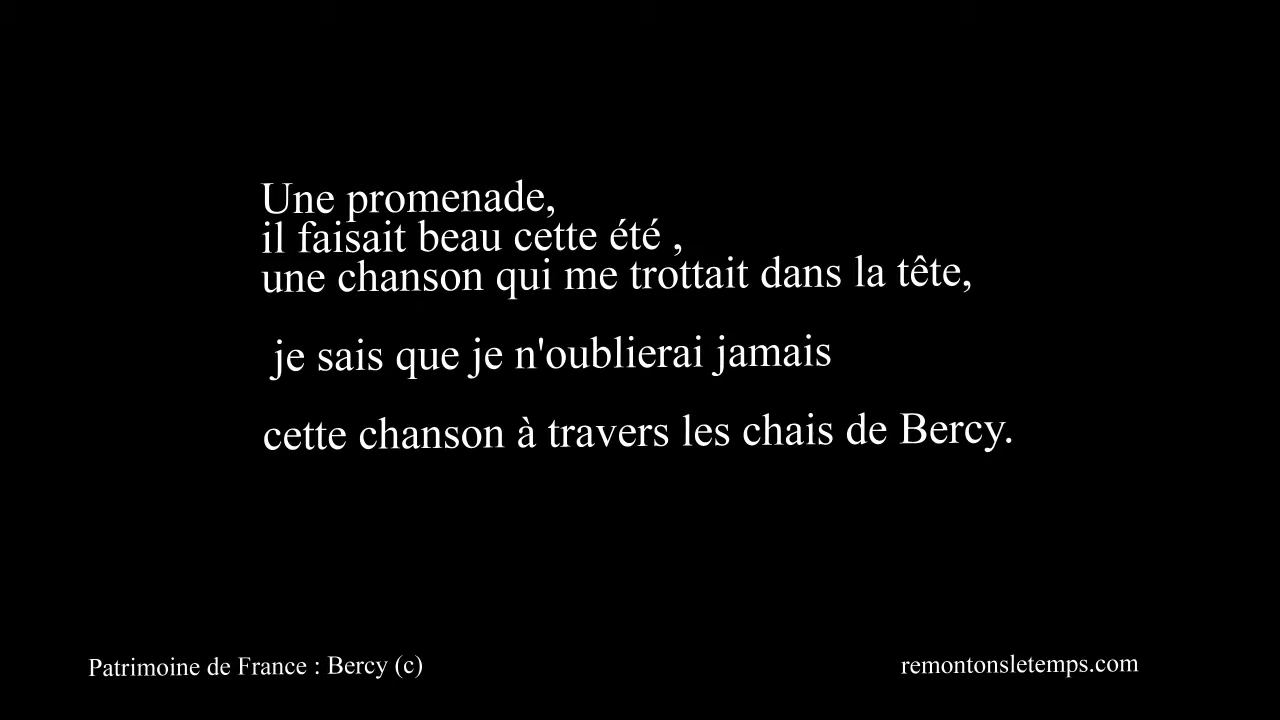 Une promenade,
il faisait beau cette été ,
une chanson qui me trottait dans la tête,
je sais que je n'oublierai jamais
cette chanson à travers les chais de Bercy.
Patrimoine de France : Bercy (c)
remontonsletemps.com